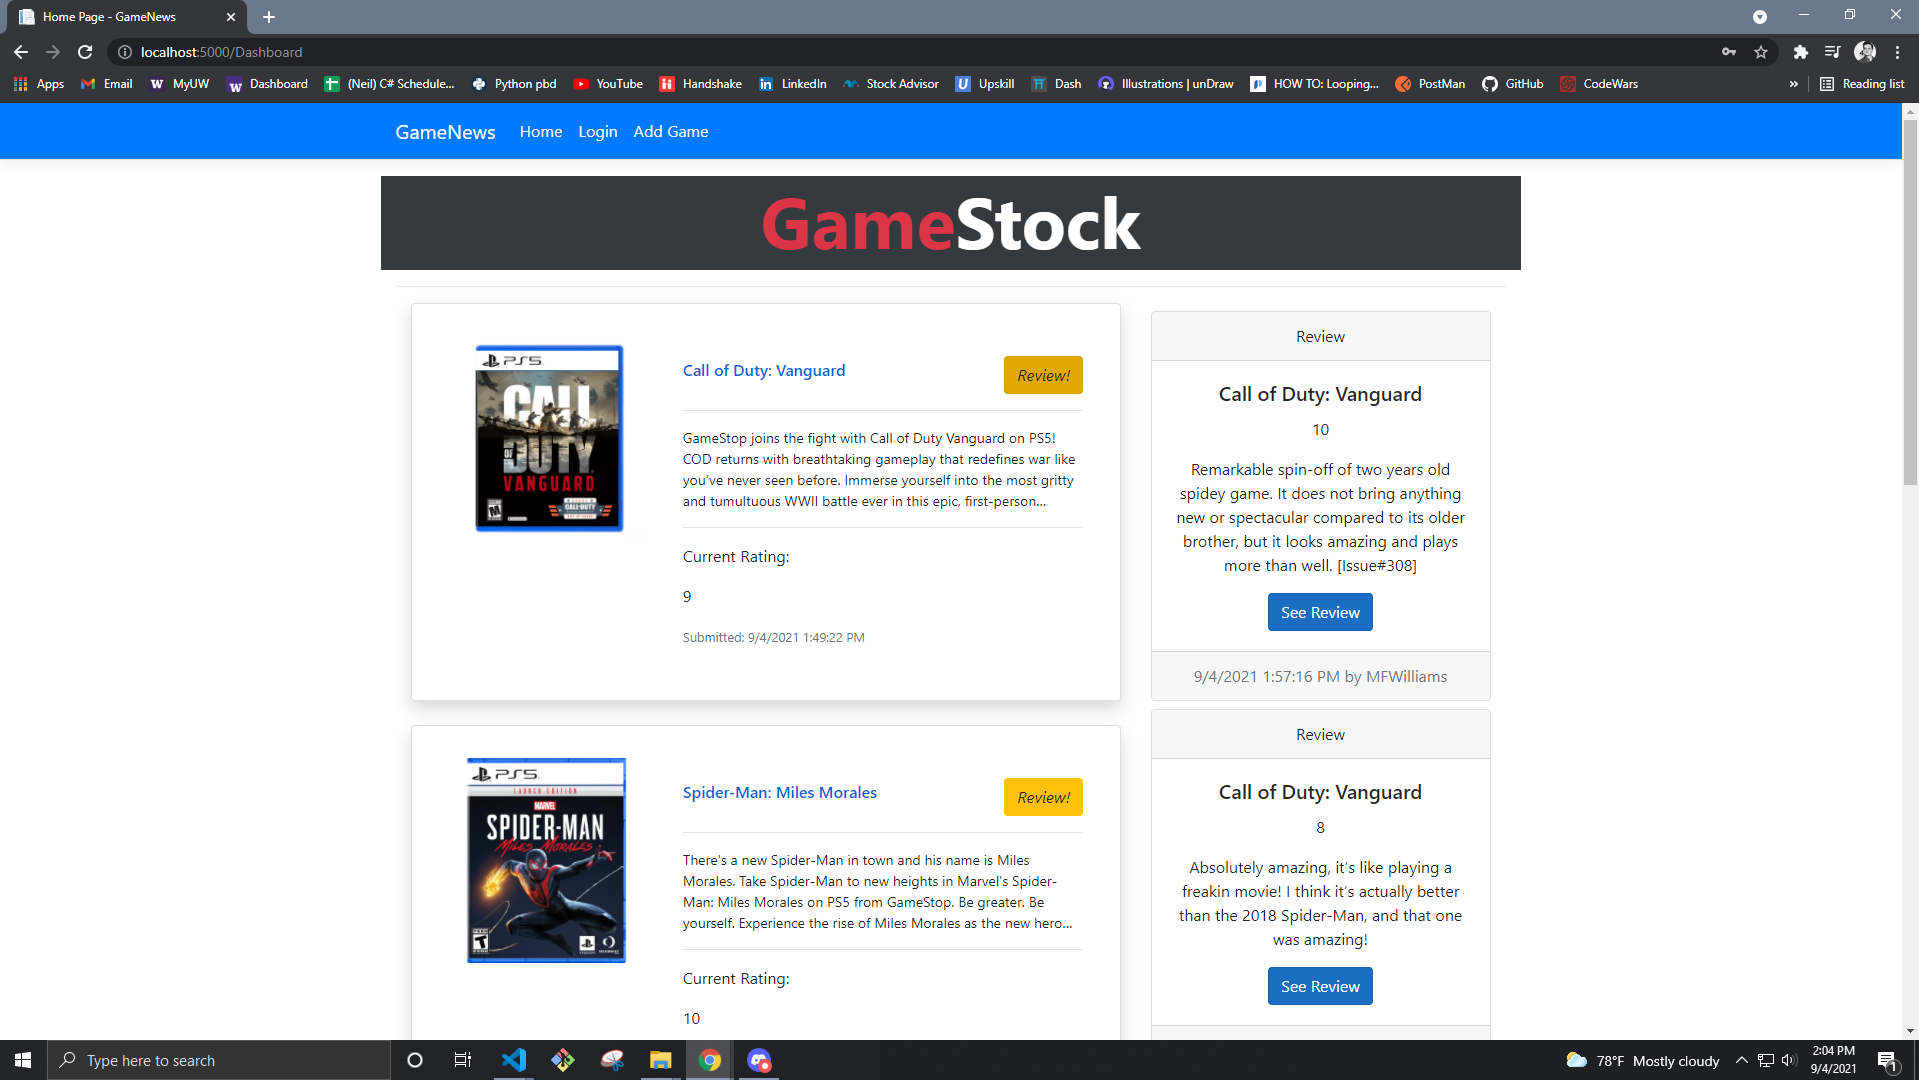 Home Page - GameNews
localhost:5000/Dashboard
Apps Email MyUW Dashboard (Neil) C# Schedule... Python pbd YouTube Handshake LinkedIn Stock Advisor Upskill Dash Illustrations | unDraw HOW TO: Looping... PostMan GitHub CodeWars » Reading list
GameNews Home Login Add Game
GameStock
PS5
CALL
OF DUTY
VANGUARD
Call of Duty: Vanguard
Review!
GameStop joins the fight with Call of Duty Vanguard on PS5!
COD returns with breathtaking gameplay that redefines war like
you've never seen before. Immerse yourself into the most gritty
and tumultuous WWII battle ever in this epic, first-person...
Current Rating:
9
Submitted: 9/4/2021 1:49:22 PM
Review
Call of Duty: Vanguard
10
Remarkable spin-off of two years old
spidey game. It does not bring anything
new or spectacular compared to its older
brother, but it looks amazing and plays
more than well. [Issue#308]
See Review
9/4/2021 1:57:16 PM by MFWilliams
PS5
LAUNCH EDITION
MARVEL
SPIDER-MAN
MILES MORALES
Spider-Man: Miles Morales
Review!
There's a new Spider-Man in town and his name is Miles
Morales. Take Spider-Man to new heights in Marvel's Spider-
Man: Miles Morales on PS5 from GameStop. Be greater. Be
yourself. Experience the rise of Miles Morales as the new hero...
Current Rating:
10
Review
Call of Duty: Vanguard
8
Absolutely amazing, it's like playing a
freakin movie! I think it's actually better
than the 2018 Spider-Man, and that one
was amazing!
See Review
Type here to search
78°F Mostly cloudy
2:04 PM
9/4/2021
1